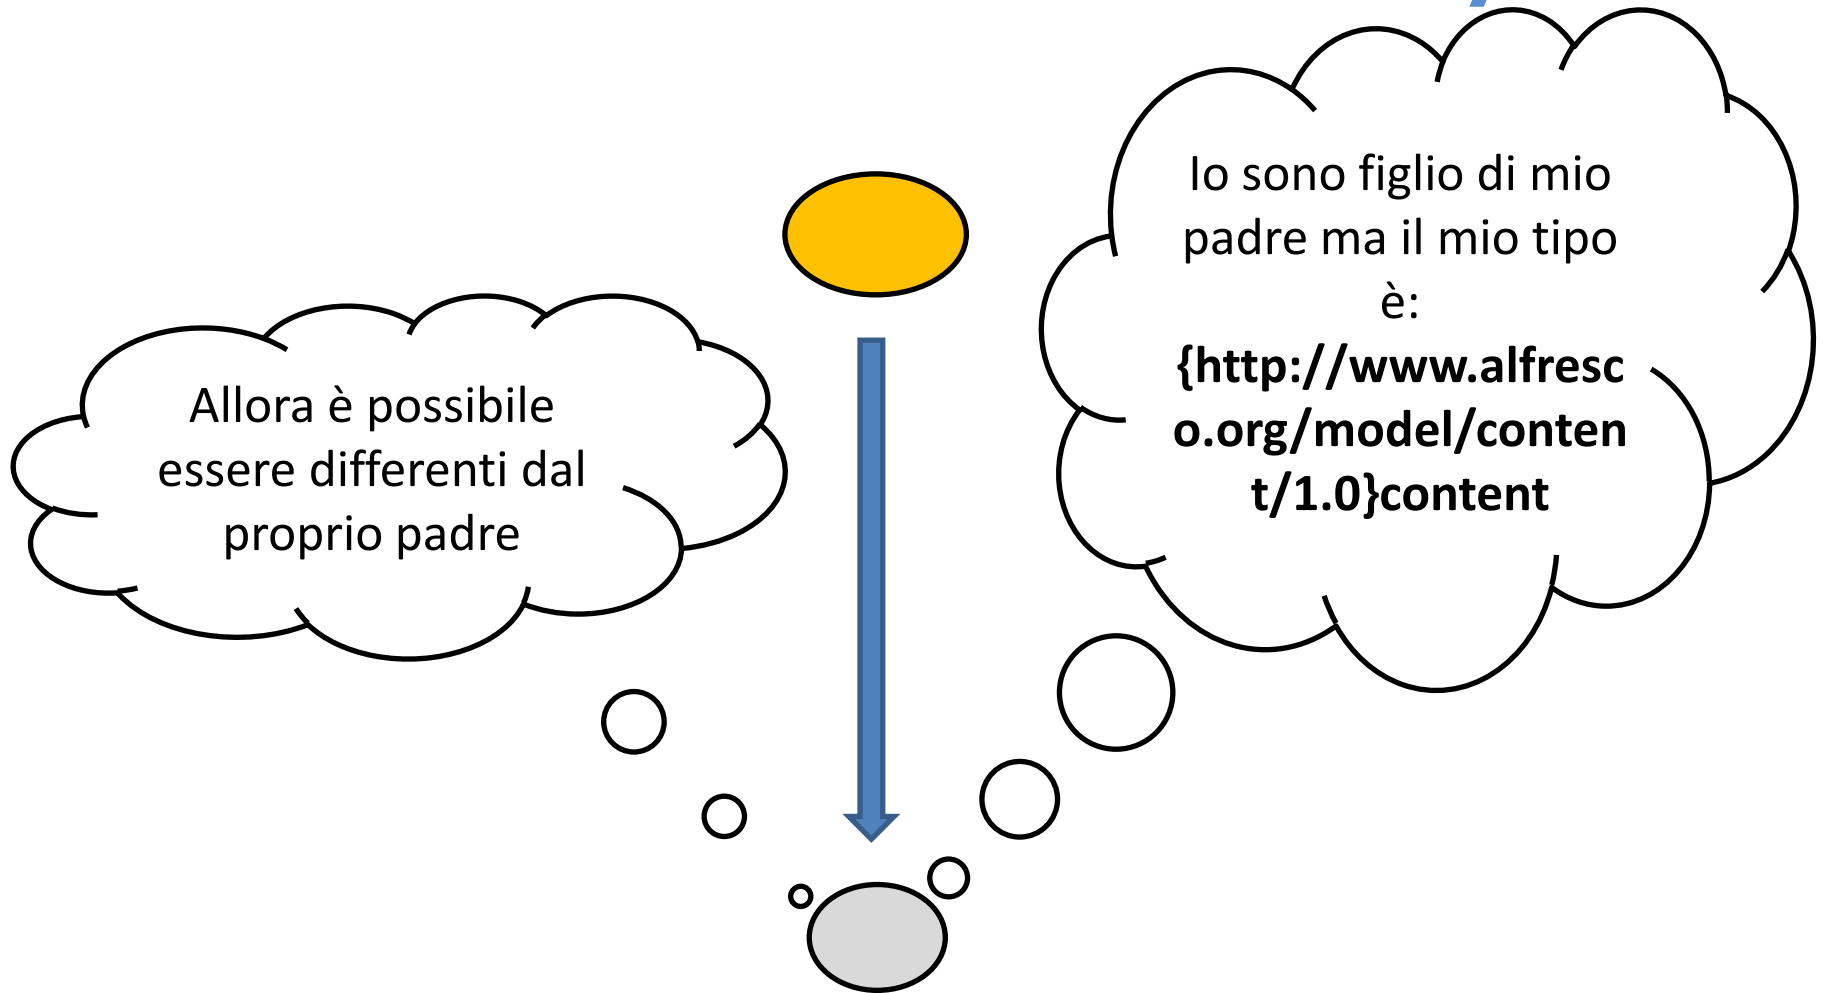 Allora è possibile
essere differenti dal
proprio padre
Io sono figlio di mio
padre ma il mio tipo
è:
{http://www.alfresc
o.org/model/conten
t/1.0}content